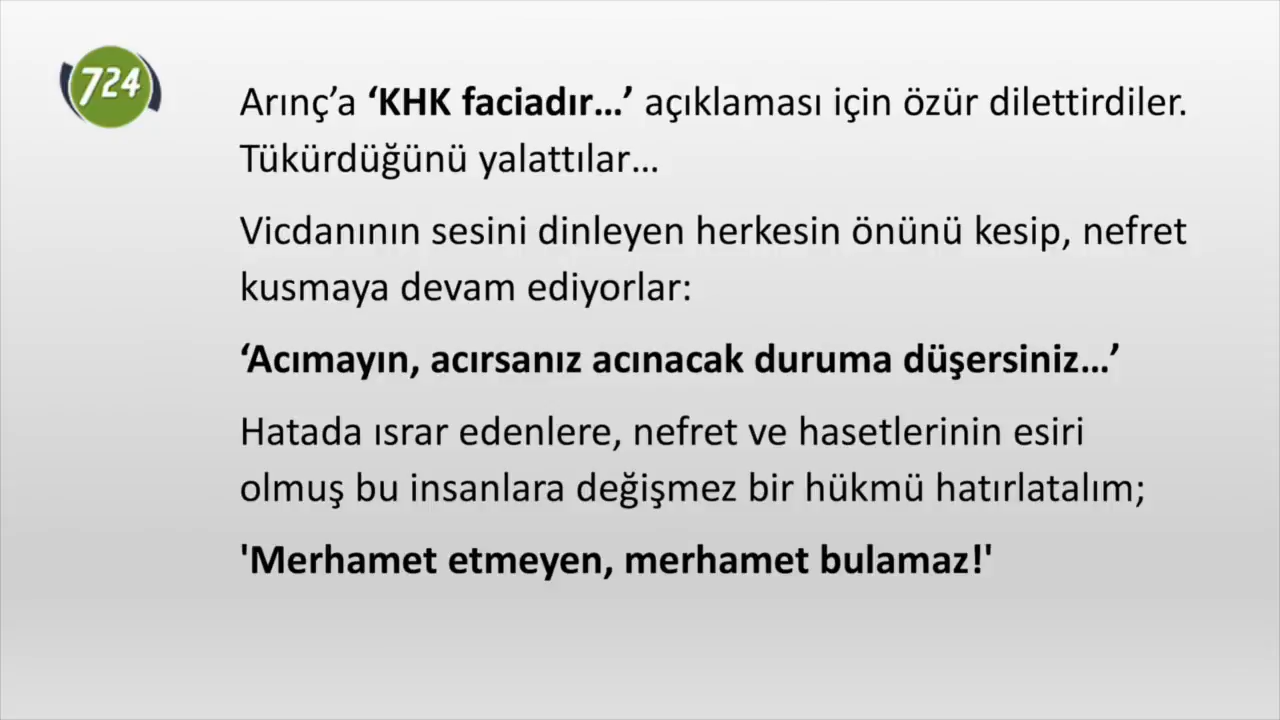 724
Arınç’a ‘KHK faciadır...’ açıklaması için özür dilettirdiler.
Tükürdüğünü yalattılar...
Vicdanının sesini dinleyen herkesin önünü kesip, nefret
kusmaya devam ediyorlar:
‘Acımayın, acırsanız acınacak duruma düşersiniz...’
Hatada ısrar edenlere, nefret ve hasetlerinin esiri
olmuş bu insanlara değişmez bir hükmü hatırlatalım;
'Merhamet etmeyen, merhamet bulamaz!'